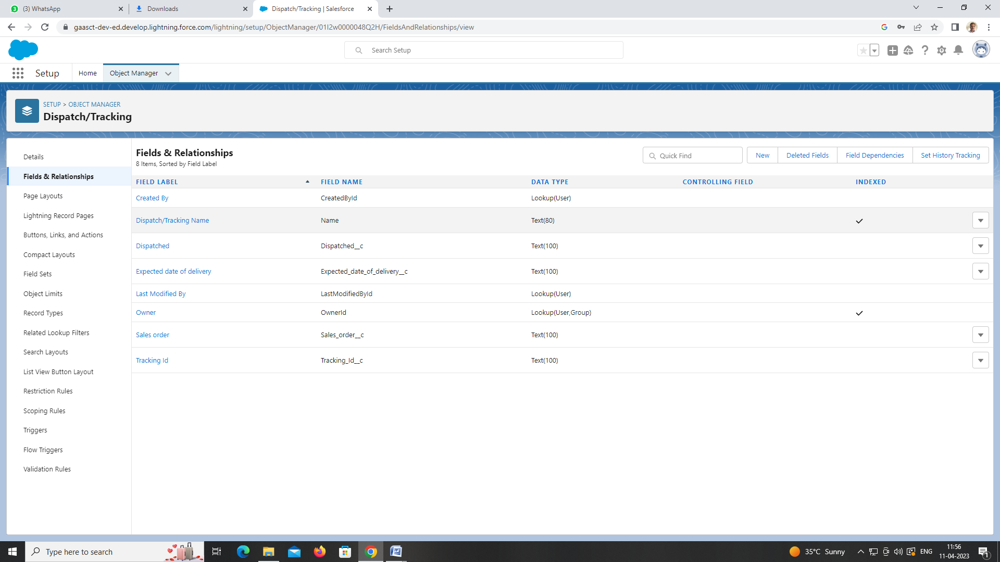 (3) WhatsApp
Downloads
Dispatch/Tracking | Salesforce
gaasct-dev-ed.develop.lightning.force.com/lightning/setup/ObjectManager/01I2w0000048Q2H/FieldsAndRelationships/view
Search Setup
Setup
Home
Object Manager
SETUP > OBJECT MANAGER
Dispatch/Tracking
Details
Fields & Relationships
Page Layouts
Lightning Record Pages
Buttons, Links, and Actions
Compact Layouts
Field Sets
Object Limits
Record Types
Related Lookup Filters
Search Layouts
List View Button Layout
Restriction Rules
Scoping Rules
Triggers
Flow Triggers
Validation Rules
Fields & Relationships
8 Items, Sorted by Field Label
Quick Find
New
Deleted Fields
Field Dependencies
Set History Tracking
FIELD LABEL FIELD NAME DATA TYPE CONTROLLING FIELD INDEXED
Created By CreatedById Lookup(User)
Dispatch/Tracking Name Name Text(80)
Dispatched Dispatched__c Text(100)
Expected date of delivery Expected_date_of_delivery__c Text(100)
Last Modified By LastModifiedById Lookup(User)
Owner OwnerId Lookup(User,Group)
Sales order Sales_order__c Text(100)
Tracking Id Tracking_Id__c Text(100)
Type here to search
35°C Sunny
ENG
11:56
11-04-2023
1